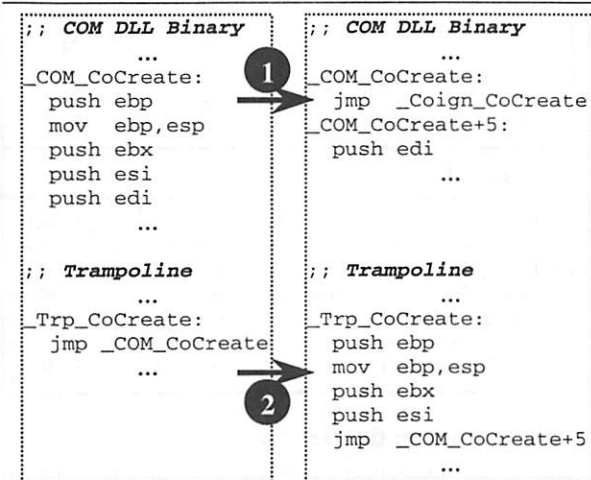 ;; COM DLL Binary
...
_COM_CoCreate:
push ebp
mov ebp,esp
push ebx
push esi
push edi
...
;; Trampoline
...
_Trp_CoCreate:
jmp _COM_CoCreate
...
1
2
;; COM DLL Binary
...
_COM_CoCreate:
jmp _Coign_CoCreate
_COM_CoCreate+5:
push edi
...
;; Trampoline
...
_Trp_CoCreate:
push ebp
mov ebp,esp
push ebx
push esi
jmp _COM_CoCreate+5
...